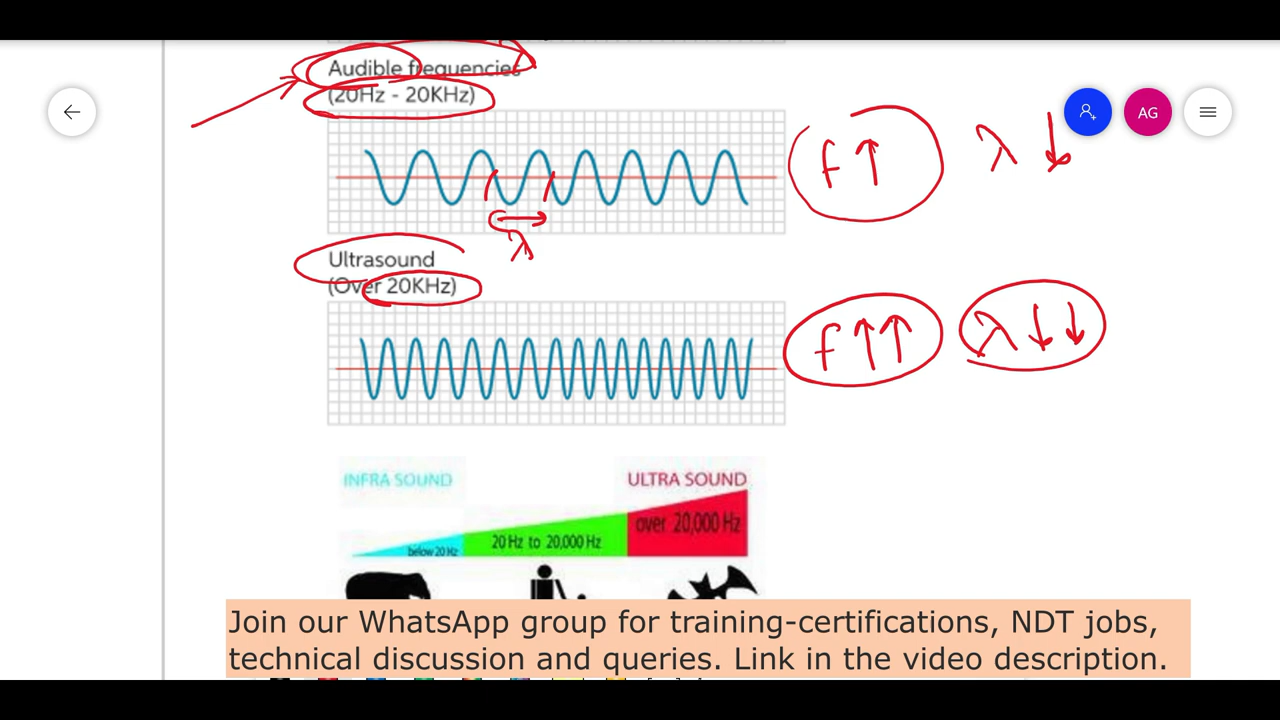 Audible frequencies
(20Hz - 20KHz)
AG
f ↑ λ ↓
λ
Ultrasound
(Over 20KHz)
f ↑↑ λ ↓↓
INFRA SOUND
ULTRA SOUND
over 20,000 Hz
20 Hz to 20,000 Hz
below 20 Hz
Join our WhatsApp group for training-certifications, NDT jobs,
technical discussion and queries. Link in the video description.